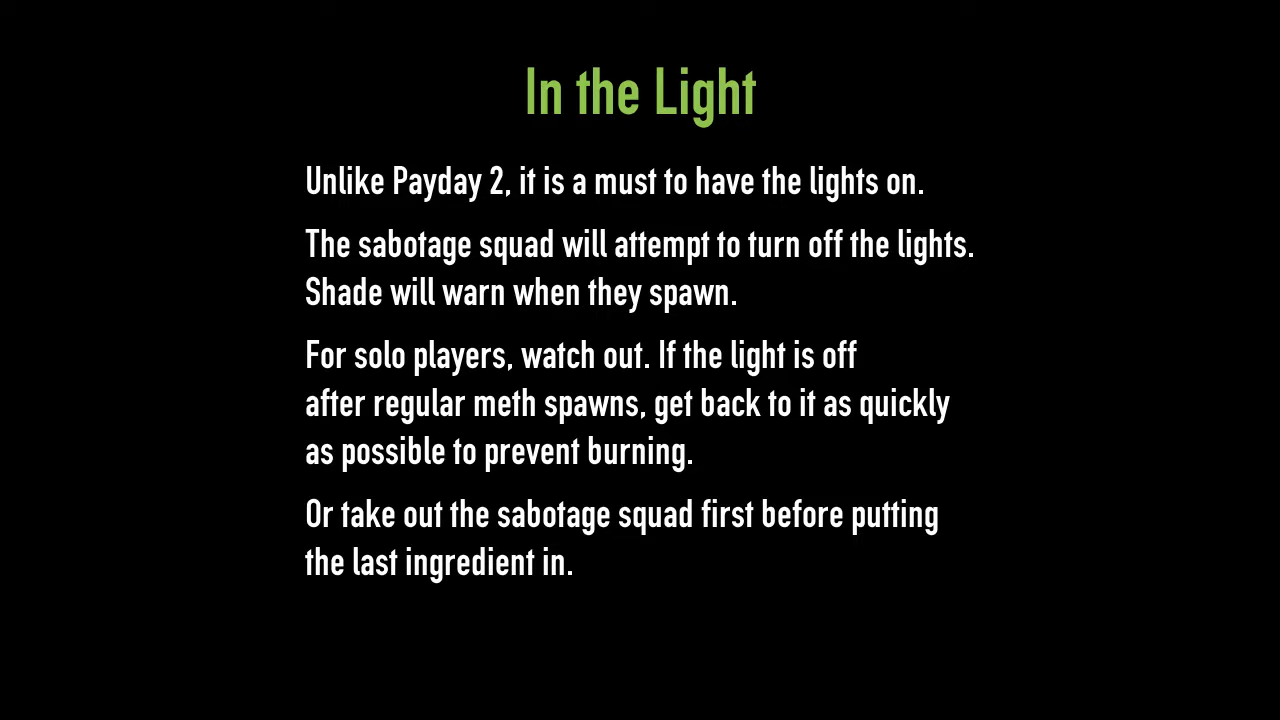 In the Light
Unlike Payday 2, it is a must to have the lights on.
The sabotage squad will attempt to turn off the lights.
Shade will warn when they spawn.
For solo players, watch out. If the light is off
after regular meth spawns, get back to it as quickly
as possible to prevent burning.
Or take out the sabotage squad first before putting
the last ingredient in.